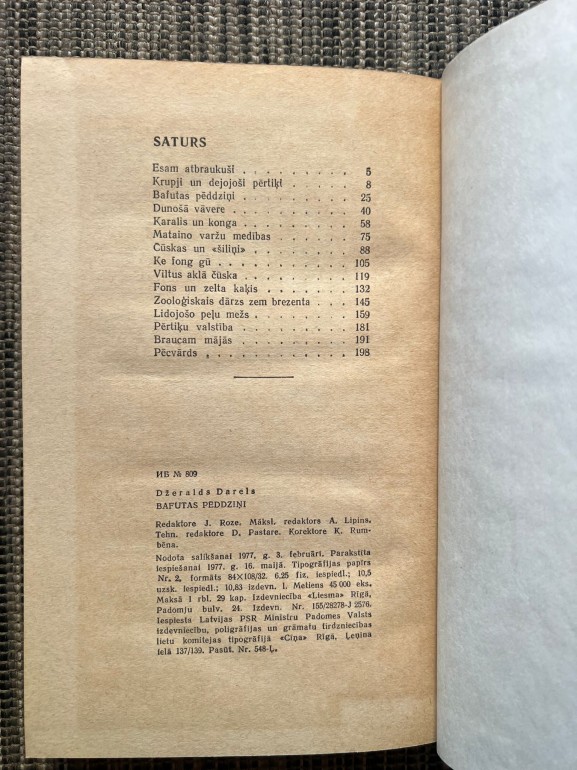 SATURS
Esam atbraukuši . . . . . . . . . 5
Krupji un dejojoši pērtiķi . . . . . 8
Bafutas pēddziņi . . . . . . . . . 25
Dunošā vāvere . . . . . . . . . . 40
Karalis un konga . . . . . . . . . 58
Mataino varžu medības . . . . . . . 75
Čūskas un «šiliņi» . . . . . . . . 88
Ke fong gū . . . . . . . . . . . 105
Viltus aklā čūska . . . . . . . . 119
Fons un zelta kaķis . . . . . . . 132
Zooloģiskais dārzs zem brezenta . . . 145
Lidojošo peļu mežs . . . . . . . . 159
Pērtiķu valstība . . . . . . . . . 181
Braucam mājās . . . . . . . . . 191
Pēcvārds . . . . . . . . . . . 198
ИБ № 809
Džeralds Darels
BAFUTAS PĒDDZIŅI
Redaktore J. Roze. Māksl. redaktors A. Lipins.
Tehn. redaktore D. Pastare. Korektore K. Rum-
bēna.
Nodota salikšanai 1977. g. 3. februārī. Parakstīta
iespiešanai 1977. g. 16. maijā. Tipogrāfijas papīrs
Nr. 2, formāts 84×108/32. 6,25 fiz. iespiedl.; 10,5
uzsk. iespiedl.; 10,83 izdevn. l. Metiens 45 000 eks.
Maksā 1 rbl. 29 kap. Izdevniecība «Liesma» Rīgā,
Padomju bulv. 24. Izdevn. Nr. 155/28278-J 2576.
Iespiesta Latvijas PSR Ministru Padomes Valsts
izdevniecību, poligrāfijas un grāmatu tirdzniecības
lietu komitejas tipogrāfijā «Cīņa» Rīgā, Ļeņina
ielā 137/139. Pasūt. Nr. 548-Ļ.